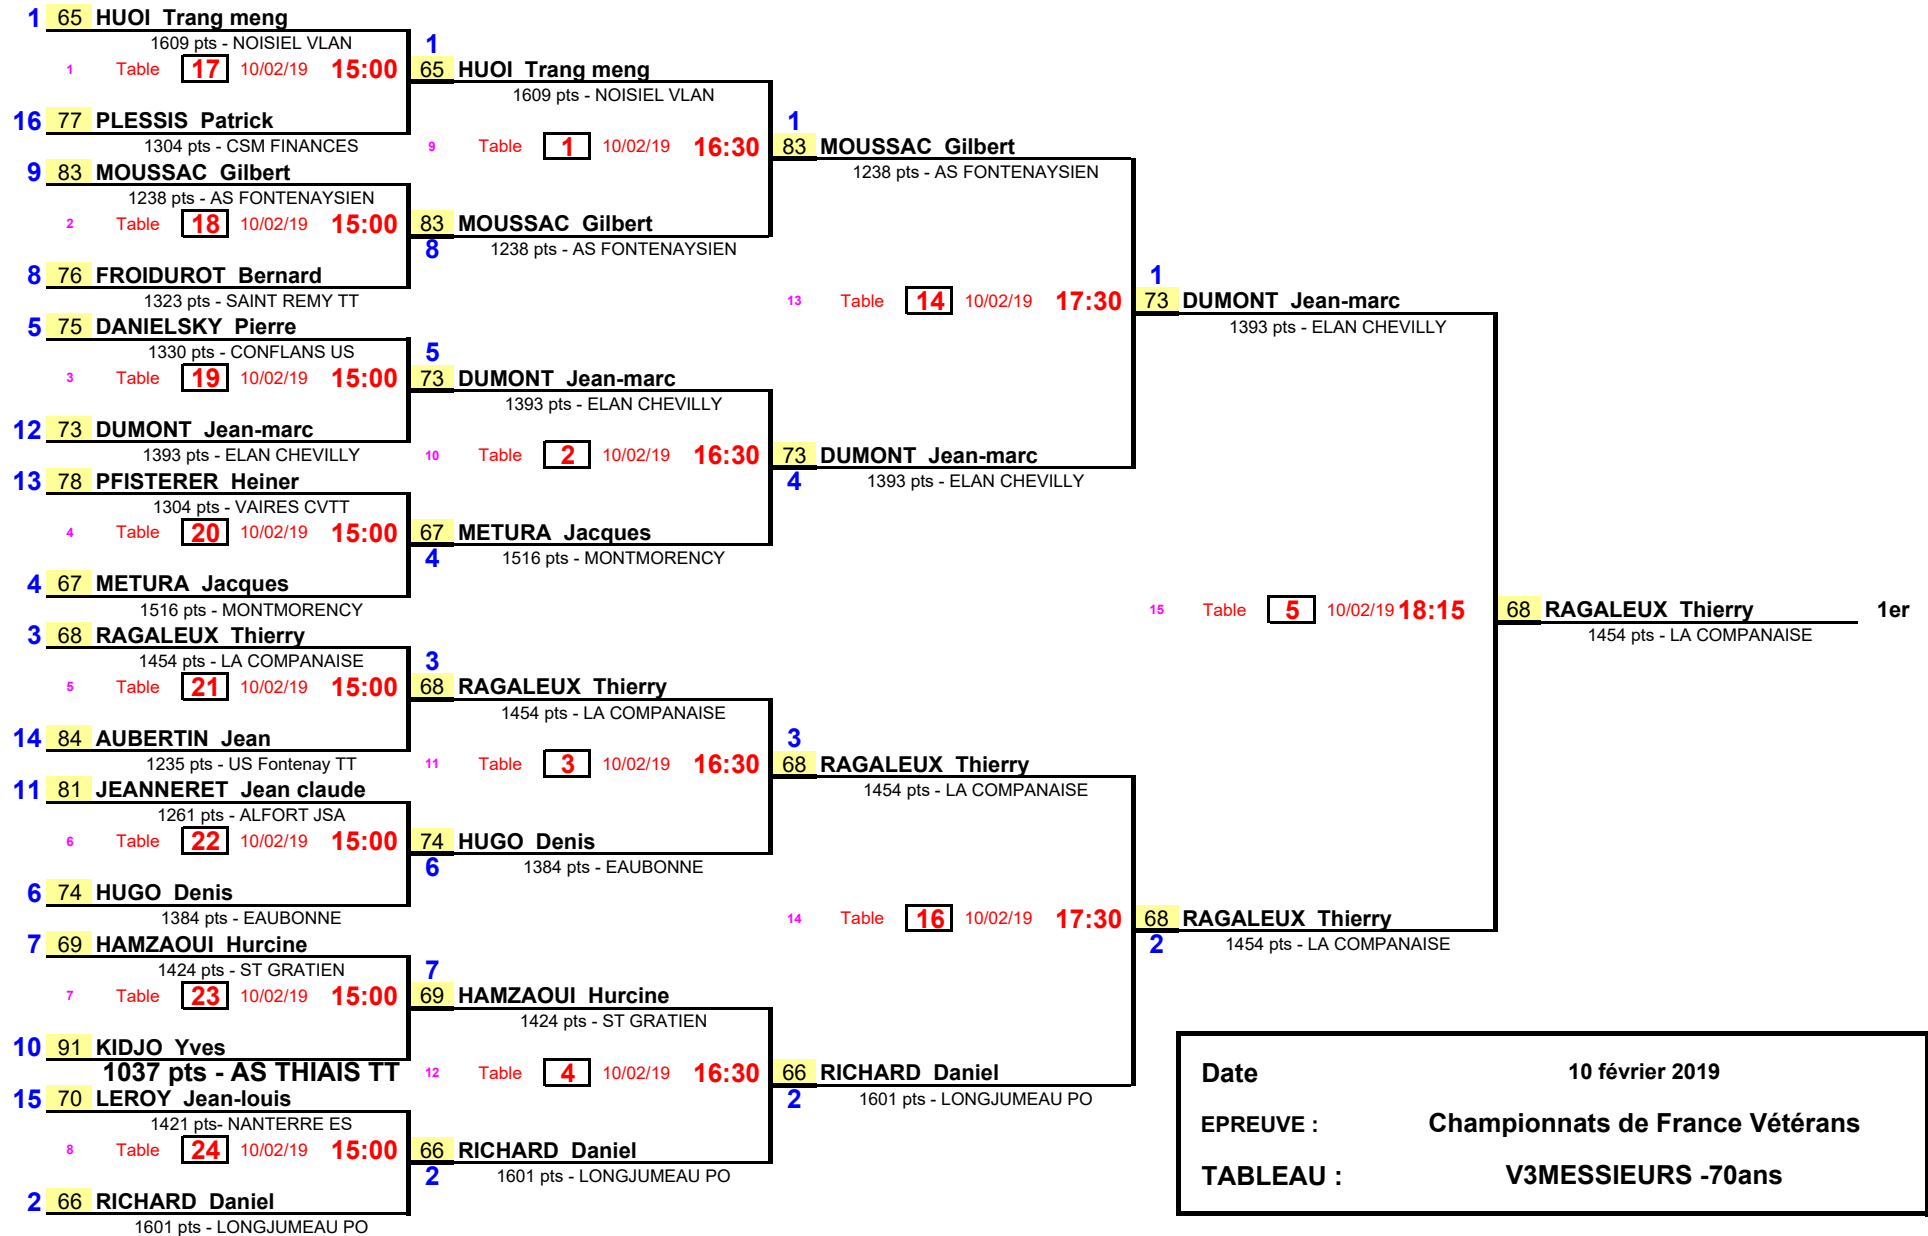 1 65 HUOI Trang meng
1609 pts - NOISIEL VLAN
1 Table 17 10/02/19 15:00
16 77 PLESSIS Patrick
1304 pts - CSM FINANCES
9 83 MOUSSAC Gilbert
1238 pts - AS FONTENAYSIEN
2 Table 18 10/02/19 15:00
8 76 FROIDUROT Bernard
1323 pts - SAINT REMY TT
5 75 DANIELSKY Pierre
1330 pts - CONFLANS US
3 Table 19 10/02/19 15:00
12 73 DUMONT Jean-marc
1393 pts - ELAN CHEVILLY
13 78 PFISTERER Heiner
1304 pts - VAIRES CVTT
4 Table 20 10/02/19 15:00
4 67 METURA Jacques
1516 pts - MONTMORENCY
3 68 RAGALEUX Thierry
1454 pts - LA COMPANAISE
5 Table 21 10/02/19 15:00
14 84 AUBERTIN Jean
1235 pts - US Fontenay TT
11 81 JEANNERET Jean claude
1261 pts - ALFORT JSA
6 Table 22 10/02/19 15:00
6 74 HUGO Denis
1384 pts - EAUBONNE
7 69 HAMZAOUI Hurcine
1424 pts - ST GRATIEN
7 Table 23 10/02/19 15:00
10 91 KIDJO Yves
1037 pts - AS THIAIS TT
15 70 LEROY Jean-louis
1421 pts- NANTERRE ES
8 Table 24 10/02/19 15:00
2 66 RICHARD Daniel
1601 pts - LONGJUMEAU PO
1
65 HUOI Trang meng
1609 pts - NOISIEL VLAN
9 Table 1 10/02/19 16:30
83 MOUSSAC Gilbert
8
1238 pts - AS FONTENAYSIEN
5
73 DUMONT Jean-marc
1393 pts - ELAN CHEVILLY
10 Table 2 10/02/19 16:30
67 METURA Jacques
4
1516 pts - MONTMORENCY
3
68 RAGALEUX Thierry
1454 pts - LA COMPANAISE
11 Table 3 10/02/19 16:30
74 HUGO Denis
6
1384 pts - EAUBONNE
7
69 HAMZAOUI Hurcine
1424 pts - ST GRATIEN
12 Table 4 10/02/19 16:30
66 RICHARD Daniel
2
1601 pts - LONGJUMEAU PO
1
83 MOUSSAC Gilbert
1238 pts - AS FONTENAYSIEN
13 Table 14 10/02/19 17:30
73 DUMONT Jean-marc
4
1393 pts - ELAN CHEVILLY
3
68 RAGALEUX Thierry
1454 pts - LA COMPANAISE
14 Table 16 10/02/19 17:30
66 RICHARD Daniel
2
1601 pts - LONGJUMEAU PO
1
73 DUMONT Jean-marc
1393 pts - ELAN CHEVILLY
15 Table 5 10/02/19 18:15
68 RAGALEUX Thierry
2
1454 pts - LA COMPANAISE
68 RAGALEUX Thierry 1er
1454 pts - LA COMPANAISE
Date 10 février 2019
EPREUVE : Championnats de France Vétérans
TABLEAU : V3MESSIEURS -70ans